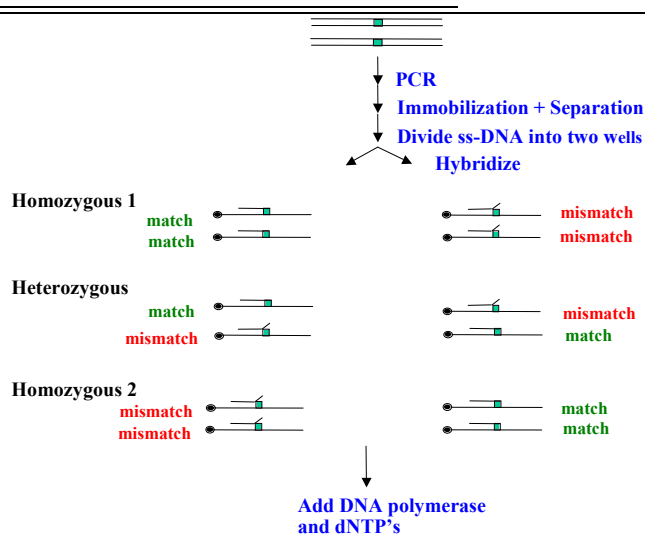 PCR
Immobilization + Separation
Divide ss-DNA into two wells
Hybridize
Homozygous 1
match
match
mismatch
mismatch
Heterozygous
match
mismatch
mismatch
match
Homozygous 2
mismatch
mismatch
match
match
Add DNA polymerase
and dNTP's